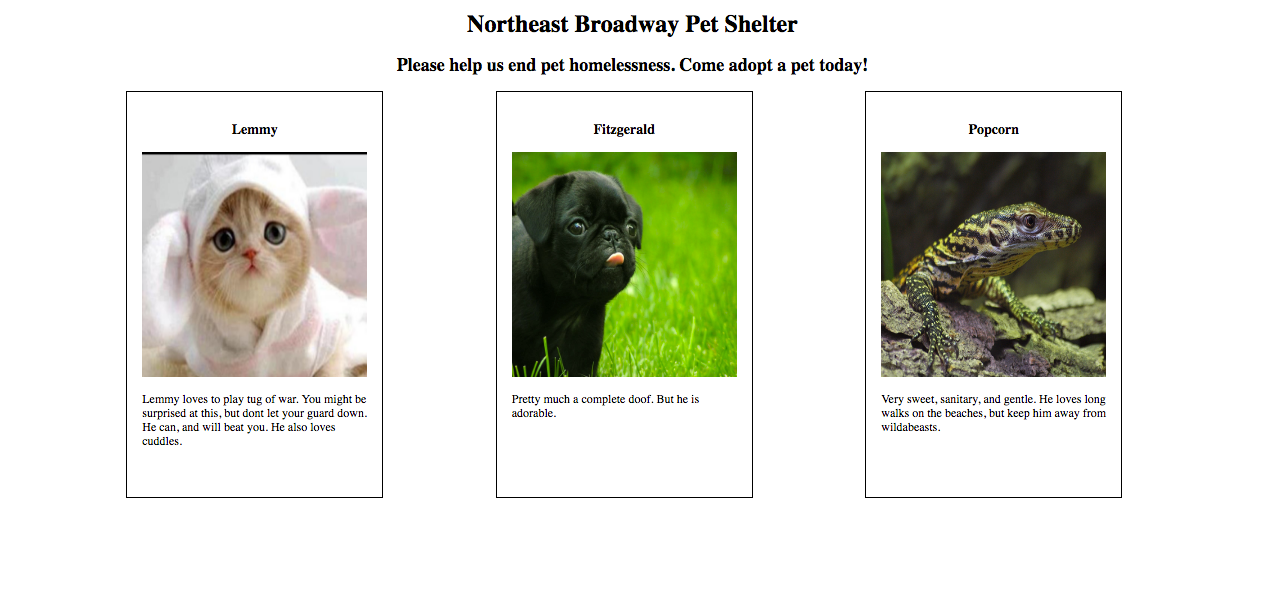 Northeast Broadway Pet Shelter
Please help us end pet homelessness. Come adopt a pet today!
Lemmy
Lemmy loves to play tug of war. You might be
surprised at this, but dont let your guard down.
He can, and will beat you. He also loves
cuddles.
Fitzgerald
Pretty much a complete doof. But he is
adorable.
Popcorn
Very sweet, sanitary, and gentle. He loves long
walks on the beaches, but keep him away from
wildabeasts.